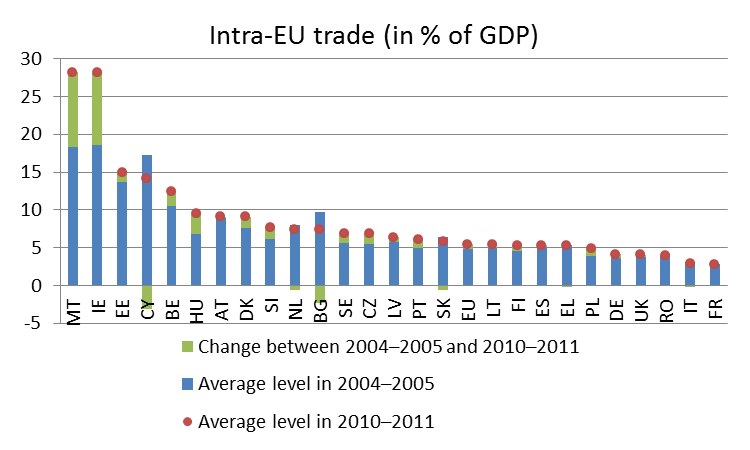 Intra-EU trade (in % of GDP)
30
25
20
15
10
5
0
-5
MT IE EE CY BE HU AT DK SI NL BG SE CZ LV PT SK EU LT FI ES EL PL DE UK RO IT FR
Change between 2004–2005 and 2010–2011
Average level in 2004–2005
Average level in 2010–2011